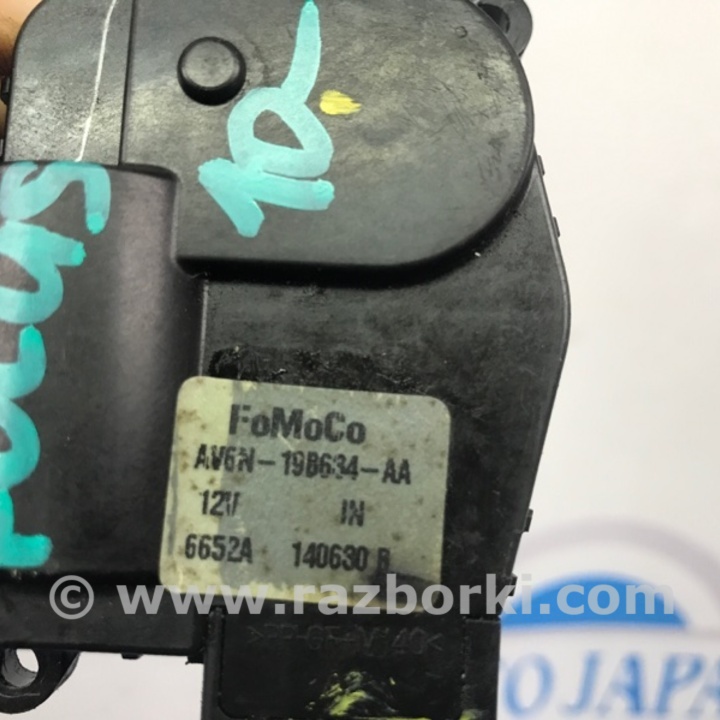 10-
FOCUS
FoMoCo
AV6N-19B634-AA
12V IN
6652A 140630 B
© www.razborki.com
JAPA